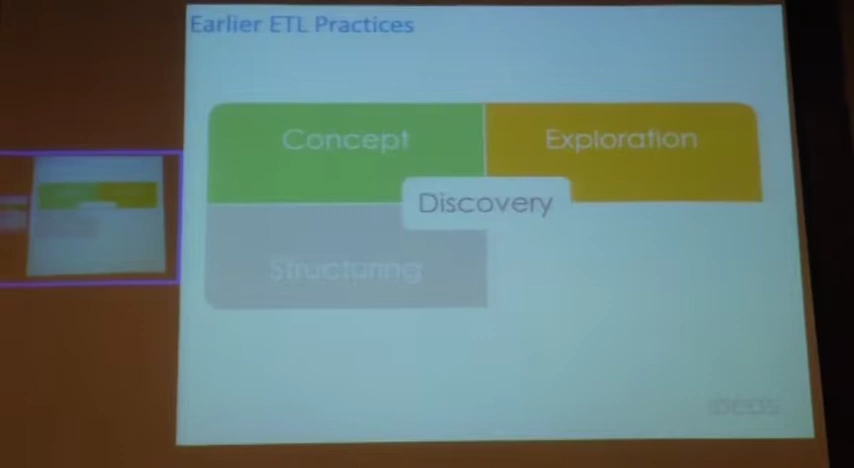 Earlier ETL Practices
Concept
Exploration
Discovery
Structuring